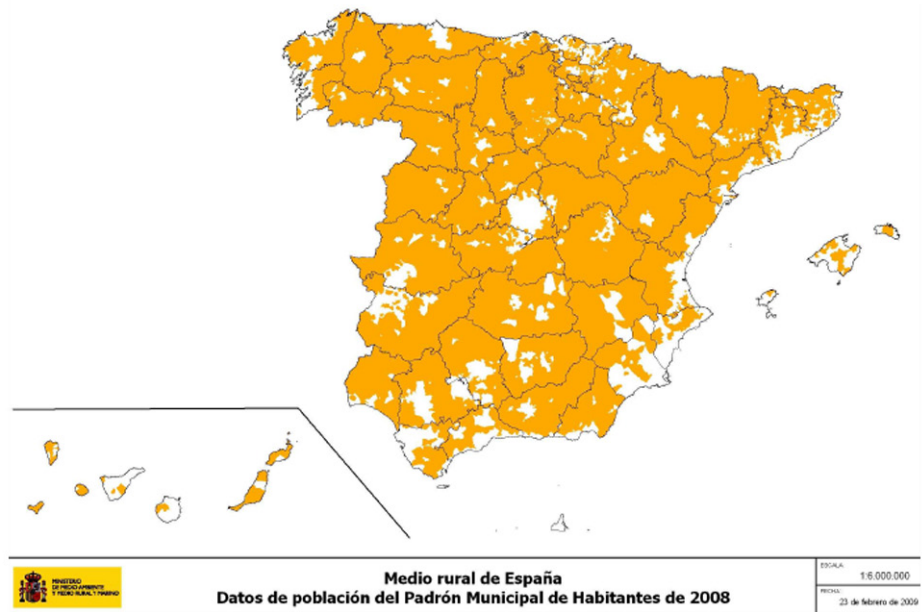 MINISTERIO
DE MEDIO AMBIENTE
Y MEDIO RURAL Y MARINO
Medio rural de España
Datos de población del Padrón Municipal de Habitantes de 2008
ESCALA:
1:6.000.000
FECHA:
23 de febrero de 2009